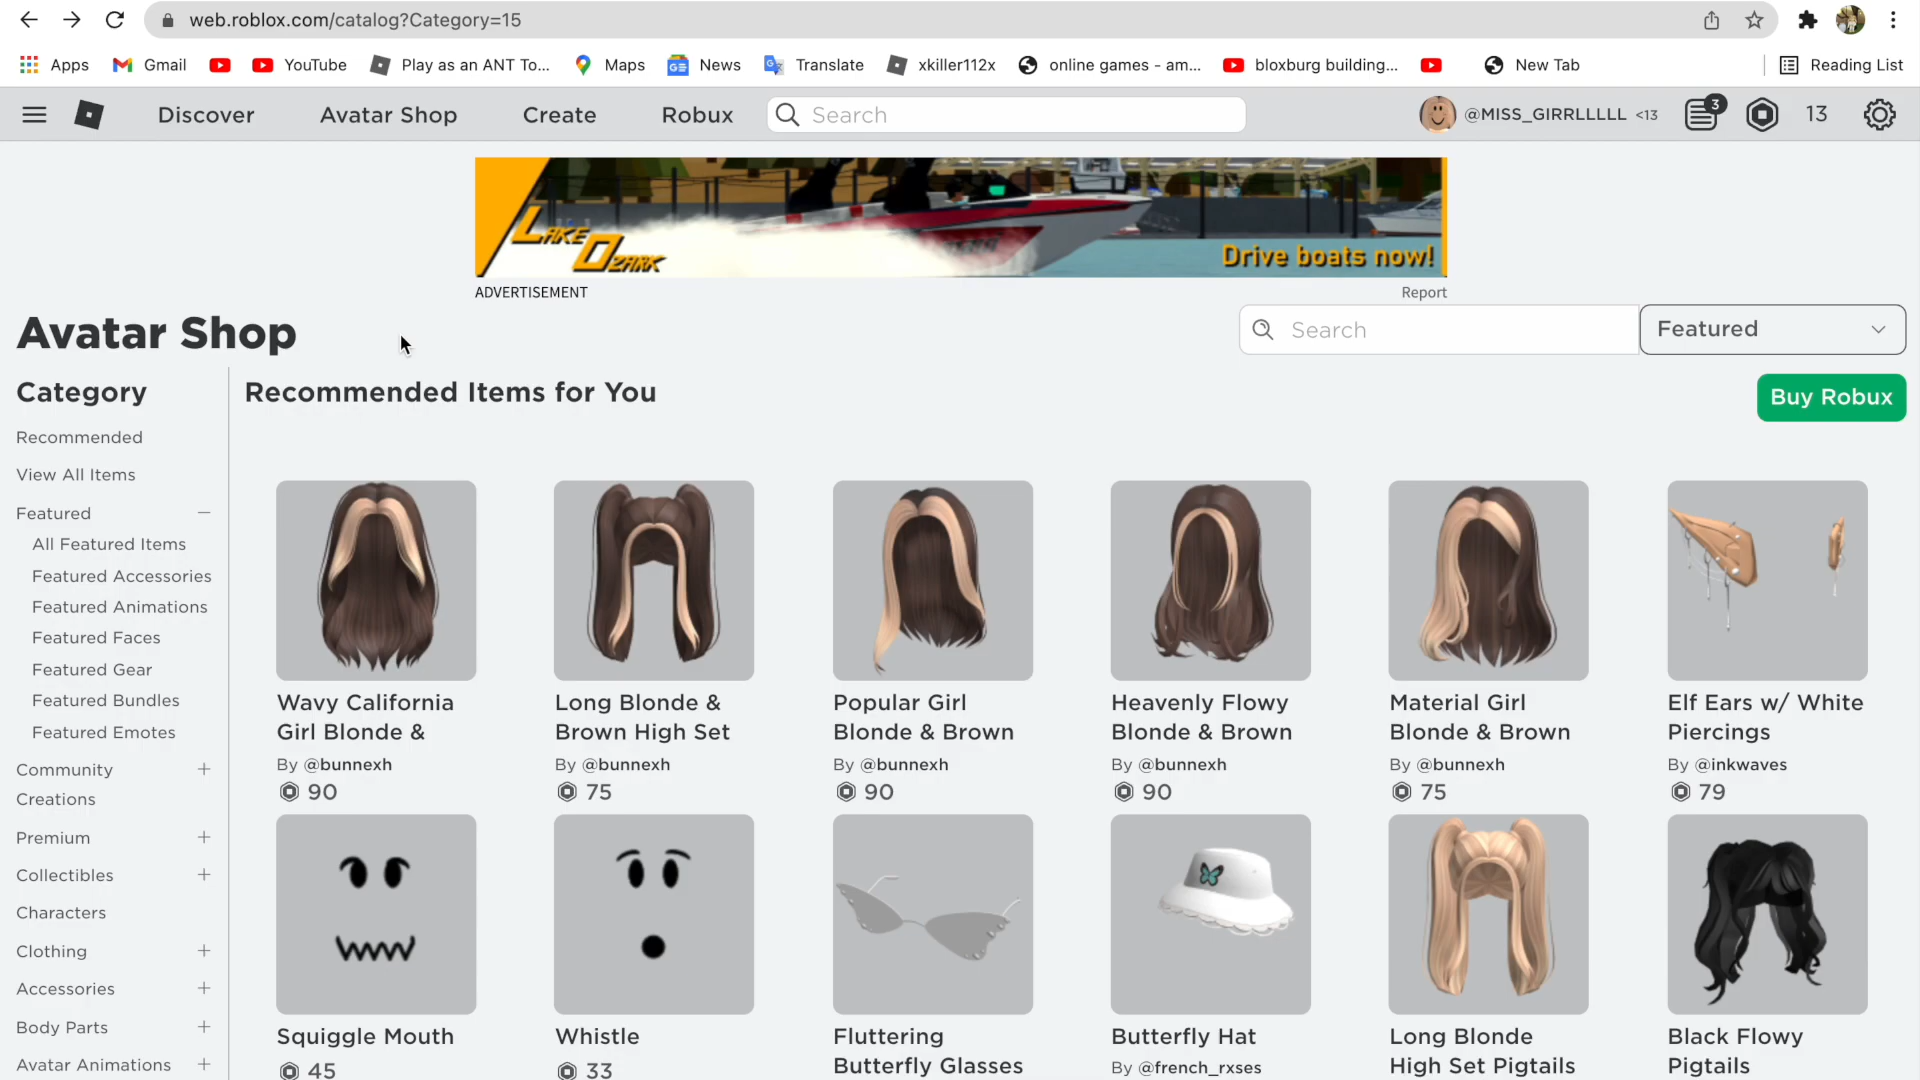 web.roblox.com/catalog?Category=15
Apps
Gmail
YouTube
Play as an ANT To...
Maps
News
Translate
xkiller112x
online games - am...
bloxburg building...
New Tab
Reading List
Discover
Avatar Shop
Create
Robux
Search
@MISS_GIRRLLLLL <13
3
13
LAKE
OZARK
Drive boats now!
ADVERTISEMENT
Report
Avatar Shop
Search
Featured
Category
Recommended
View All Items
Featured
All Featured Items
Featured Accessories
Featured Animations
Featured Faces
Featured Gear
Featured Bundles
Featured Emotes
Community
Creations
Premium
Collectibles
Characters
Clothing
Accessories
Body Parts
Avatar Animations
Recommended Items for You
Buy Robux
Wavy California
Girl Blonde &
By @bunnexh
90
Long Blonde &
Brown High Set
By @bunnexh
75
Popular Girl
Blonde & Brown
By @bunnexh
90
Heavenly Flowy
Blonde & Brown
By @bunnexh
90
Material Girl
Blonde & Brown
By @bunnexh
75
Elf Ears w/ White
Piercings
By @inkwaves
79
Squiggle Mouth
45
Whistle
33
Fluttering
Butterfly Glasses
Butterfly Hat
By @french_rxses
Long Blonde
High Set Pigtails
Black Flowy
Pigtails